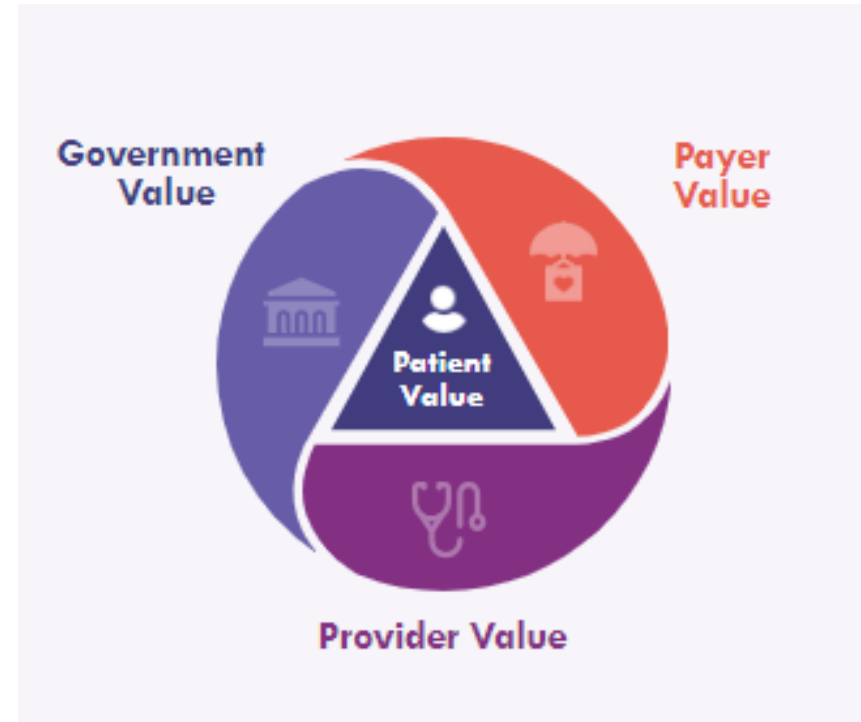 Government
Value
Payer
Value
Patient
Value
Provider Value